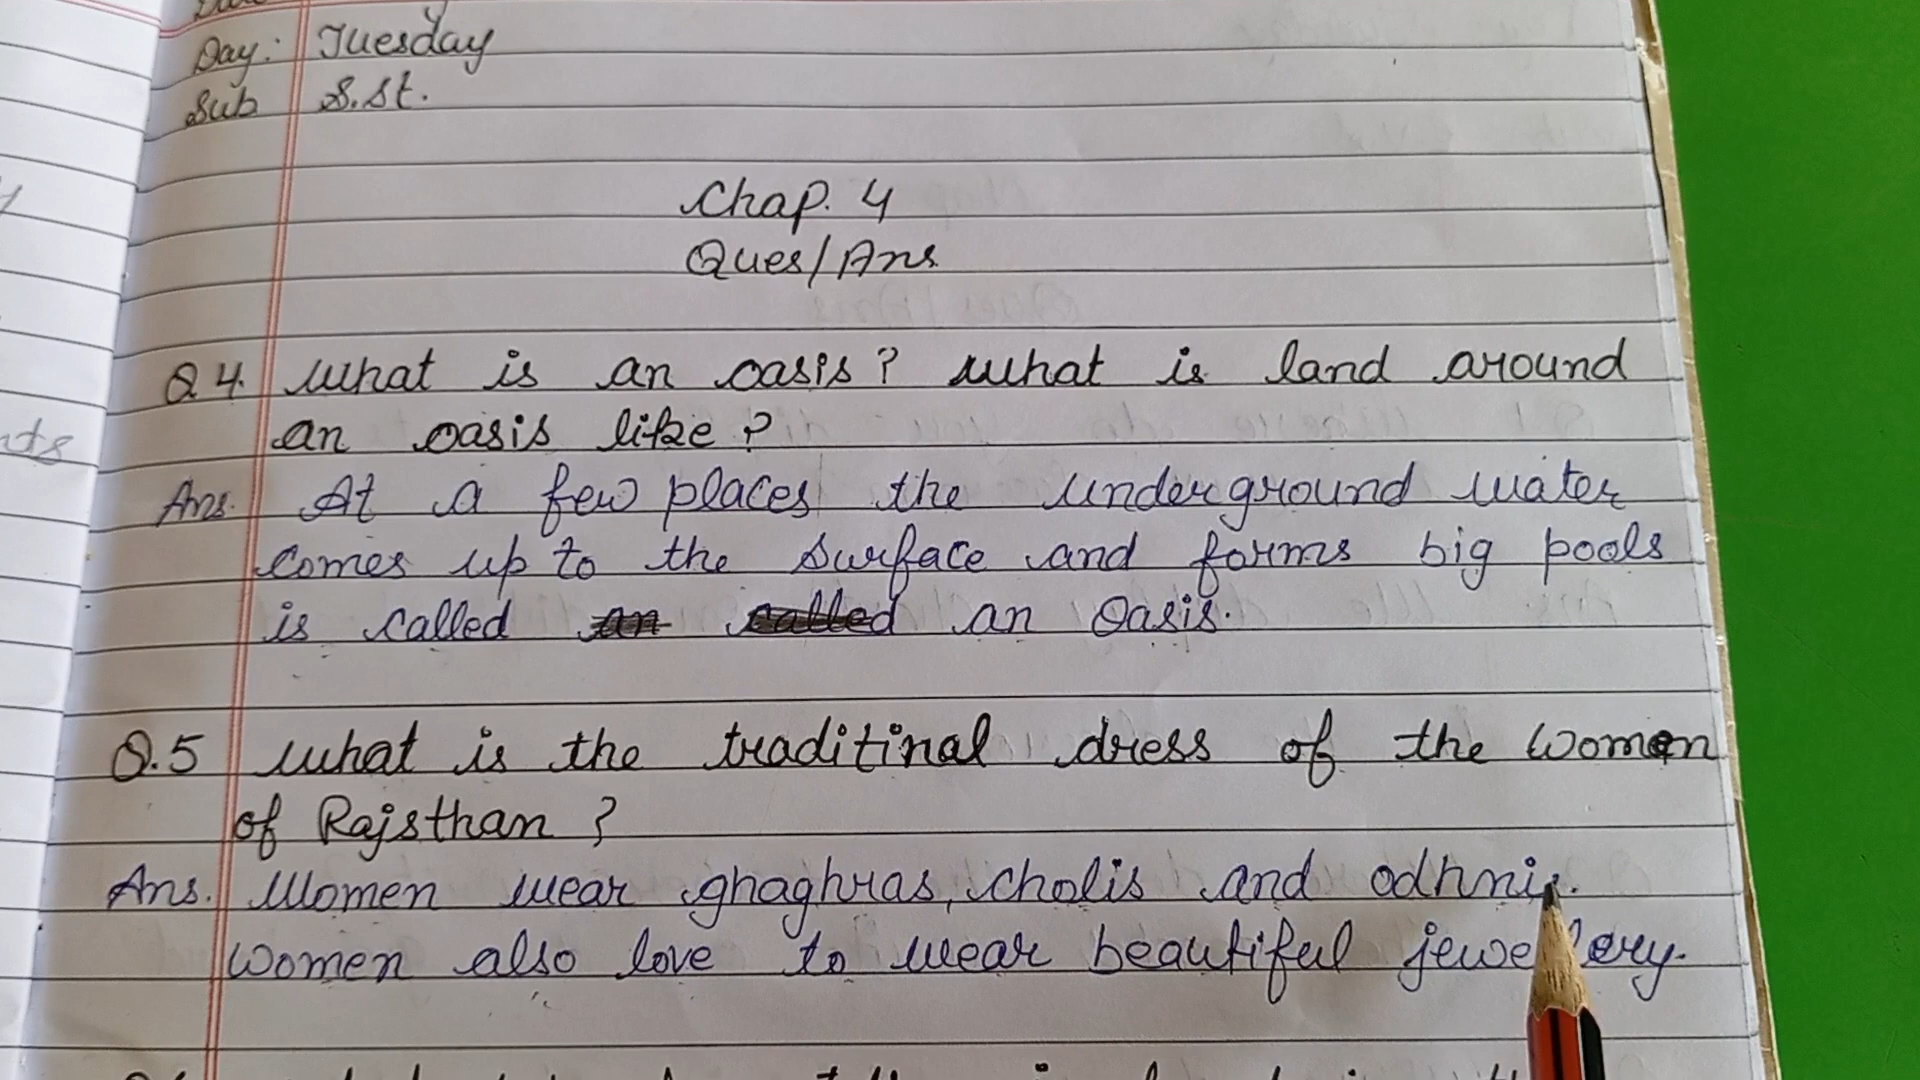 Day: Tuesday
Sub S.St.
Chap. 4
Ques/Ans
Q 4. What is an oasis? What is land around
an oasis like?
Ans. At a few places the underground water
comes up to the surface and forms big pools
is called an Oasis.
Q.5 What is the traditinal dress of the women
of Rajsthan?
Ans. Women wear ghaghras, cholis and odhnis.
Women also love to wear beautiful jewellery.